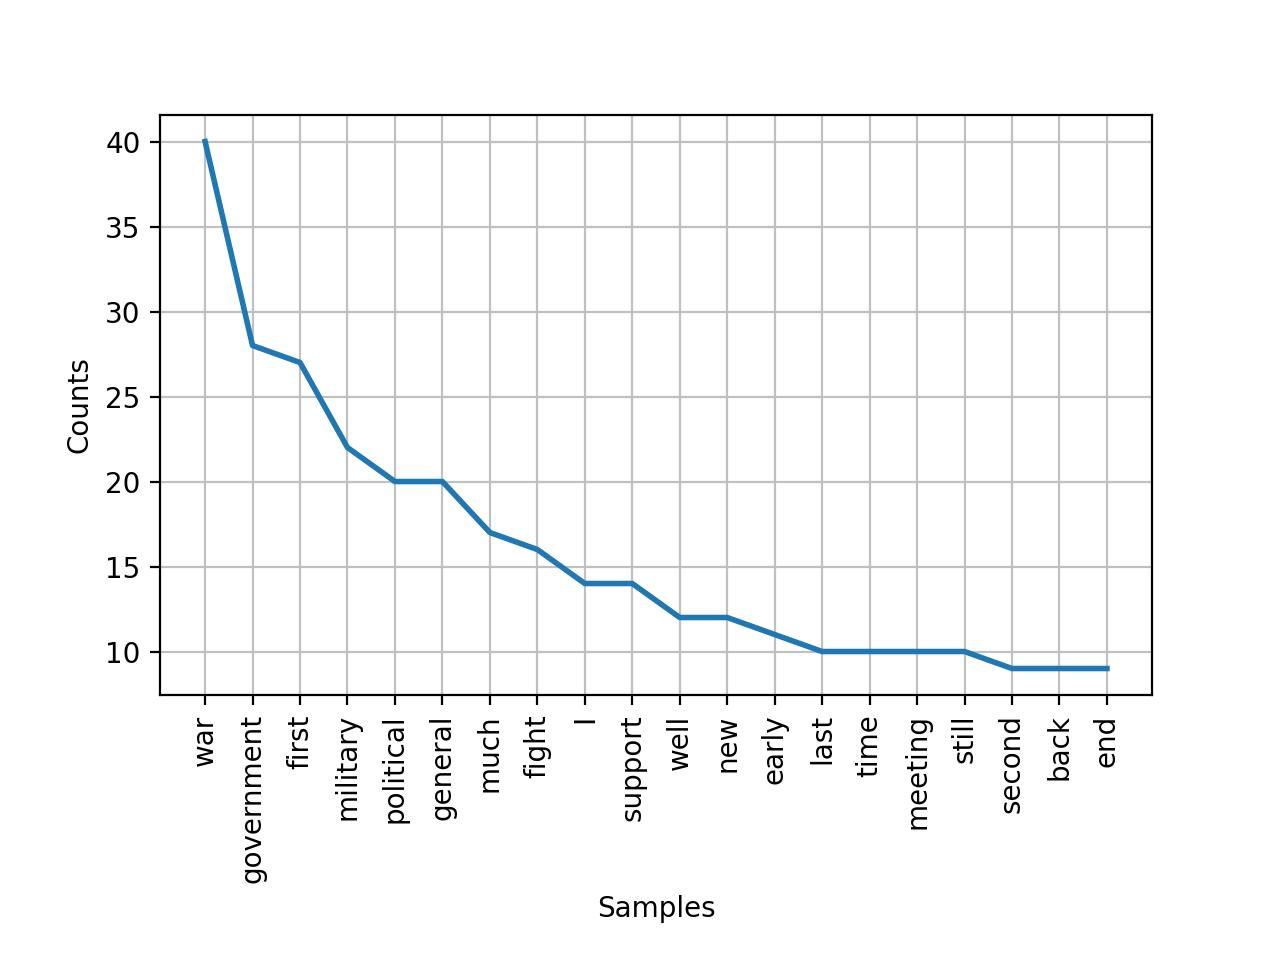 40
35
30
25
20
15
10
Counts
war
government
first
military
political
general
much
fight
I
support
well
new
early
last
time
meeting
still
second
back
end
Samples